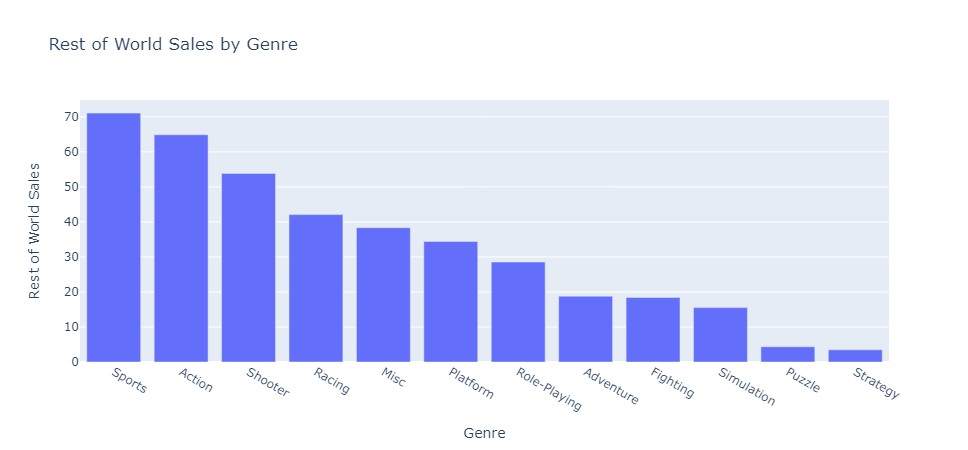 Rest of World Sales by Genre
Rest of World Sales
70
60
50
40
30
20
10
0
Sports
Action
Shooter
Racing
Misc
Platform
Role-Playing
Adventure
Fighting
Simulation
Puzzle
Strategy
Genre